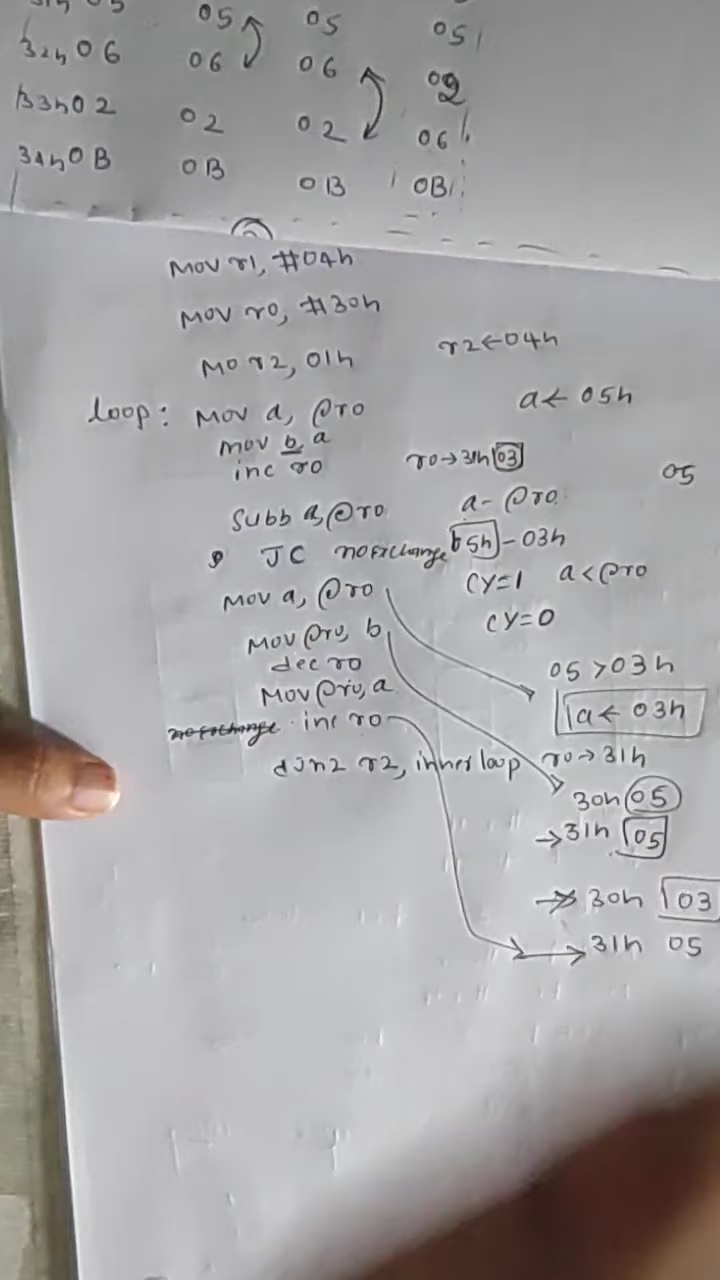 05 05 05
32h 06 06 06 02
33h 02 02 02 06
34h 0B 0B 0B 0B
Mov r1, #04h
Mov r0, #30h
Mo r2, 01h r2←04h
loop: Mov a, @r0 a← 05h
mov b, a
inc r0 r0→31h 03 05
Subb a, @r0 a- @r0
JC noexchange 05h - 03h
Mov a, @r0 CY=1 a<@r0
Mov @r0, b CY=0
dec r0 05 >03h
Mov @r0, a a← 03h
noexchange inc r0
djnz r2, inner loop r0→31h
30h 05
→31h 05
→ 30h 03
→ 31h 05